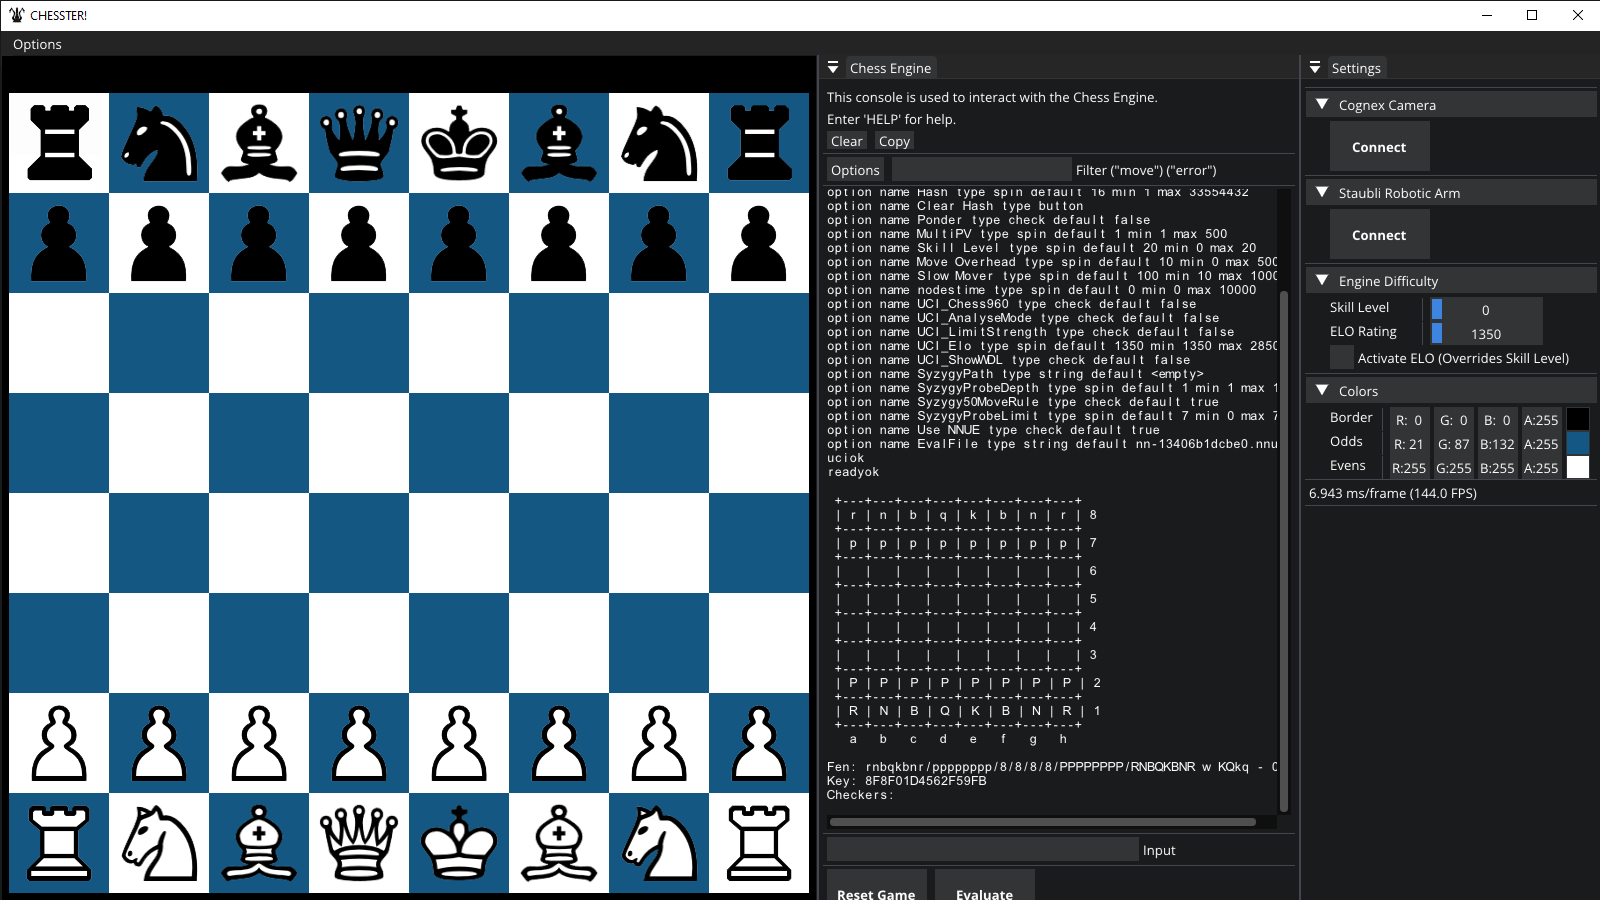 CHESSTER!
Options
Chess Engine
This console is used to interact with the Chess Engine.
Enter 'HELP' for help.
Clear Copy
Options Filter ("move") ("error")
option name Hash type spin default 16 min 1 max 33554432
option name Clear Hash type button
option name Ponder type check default false
option name MultiPV type spin default 1 min 1 max 500
option name Skill Level type spin default 20 min 0 max 20
option name Move Overhead type spin default 10 min 0 max 500
option name Slow Mover type spin default 100 min 10 max 1000
option name nodestime type spin default 0 min 0 max 10000
option name UCI_Chess960 type check default false
option name UCI_AnalyseMode type check default false
option name UCI_LimitStrength type check default false
option name UCI_Elo type spin default 1350 min 1350 max 2850
option name UCI_ShowWDL type check default false
option name SyzygyPath type string default <empty>
option name SyzygyProbeDepth type spin default 1 min 1 max 1
option name Syzygy50MoveRule type check default true
option name SyzygyProbeLimit type spin default 7 min 0 max 7
option name Use NNUE type check default true
option name EvalFile type string default nn-13406b1dcbe0.nnu
uciok
readyok
+---+---+---+---+---+---+---+---+
| r | n | b | q | k | b | n | r | 8
+---+---+---+---+---+---+---+---+
| p | p | p | p | p | p | p | p | 7
+---+---+---+---+---+---+---+---+
|   |   |   |   |   |   |   |   | 6
+---+---+---+---+---+---+---+---+
|   |   |   |   |   |   |   |   | 5
+---+---+---+---+---+---+---+---+
|   |   |   |   |   |   |   |   | 4
+---+---+---+---+---+---+---+---+
|   |   |   |   |   |   |   |   | 3
+---+---+---+---+---+---+---+---+
| P | P | P | P | P | P | P | P | 2
+---+---+---+---+---+---+---+---+
| R | N | B | Q | K | B | N | R | 1
+---+---+---+---+---+---+---+---+
a b c d e f g h
Fen: rnbqkbnr/pppppppp/8/8/8/8/PPPPPPPP/RNBQKBNR w KQkq - 0
Key: 8F8F01D4562F59FB
Checkers:
Input
Reset Game Evaluate
Settings
Cognex Camera
Connect
Staubli Robotic Arm
Connect
Engine Difficulty
Skill Level 0
ELO Rating 1350
Activate ELO (Overrides Skill Level)
Colors
Border R: 0 G: 0 B: 0 A:255
Odds R: 21 G: 87 B:132 A:255
Evens R:255 G:255 B:255 A:255
6.943 ms/frame (144.0 FPS)